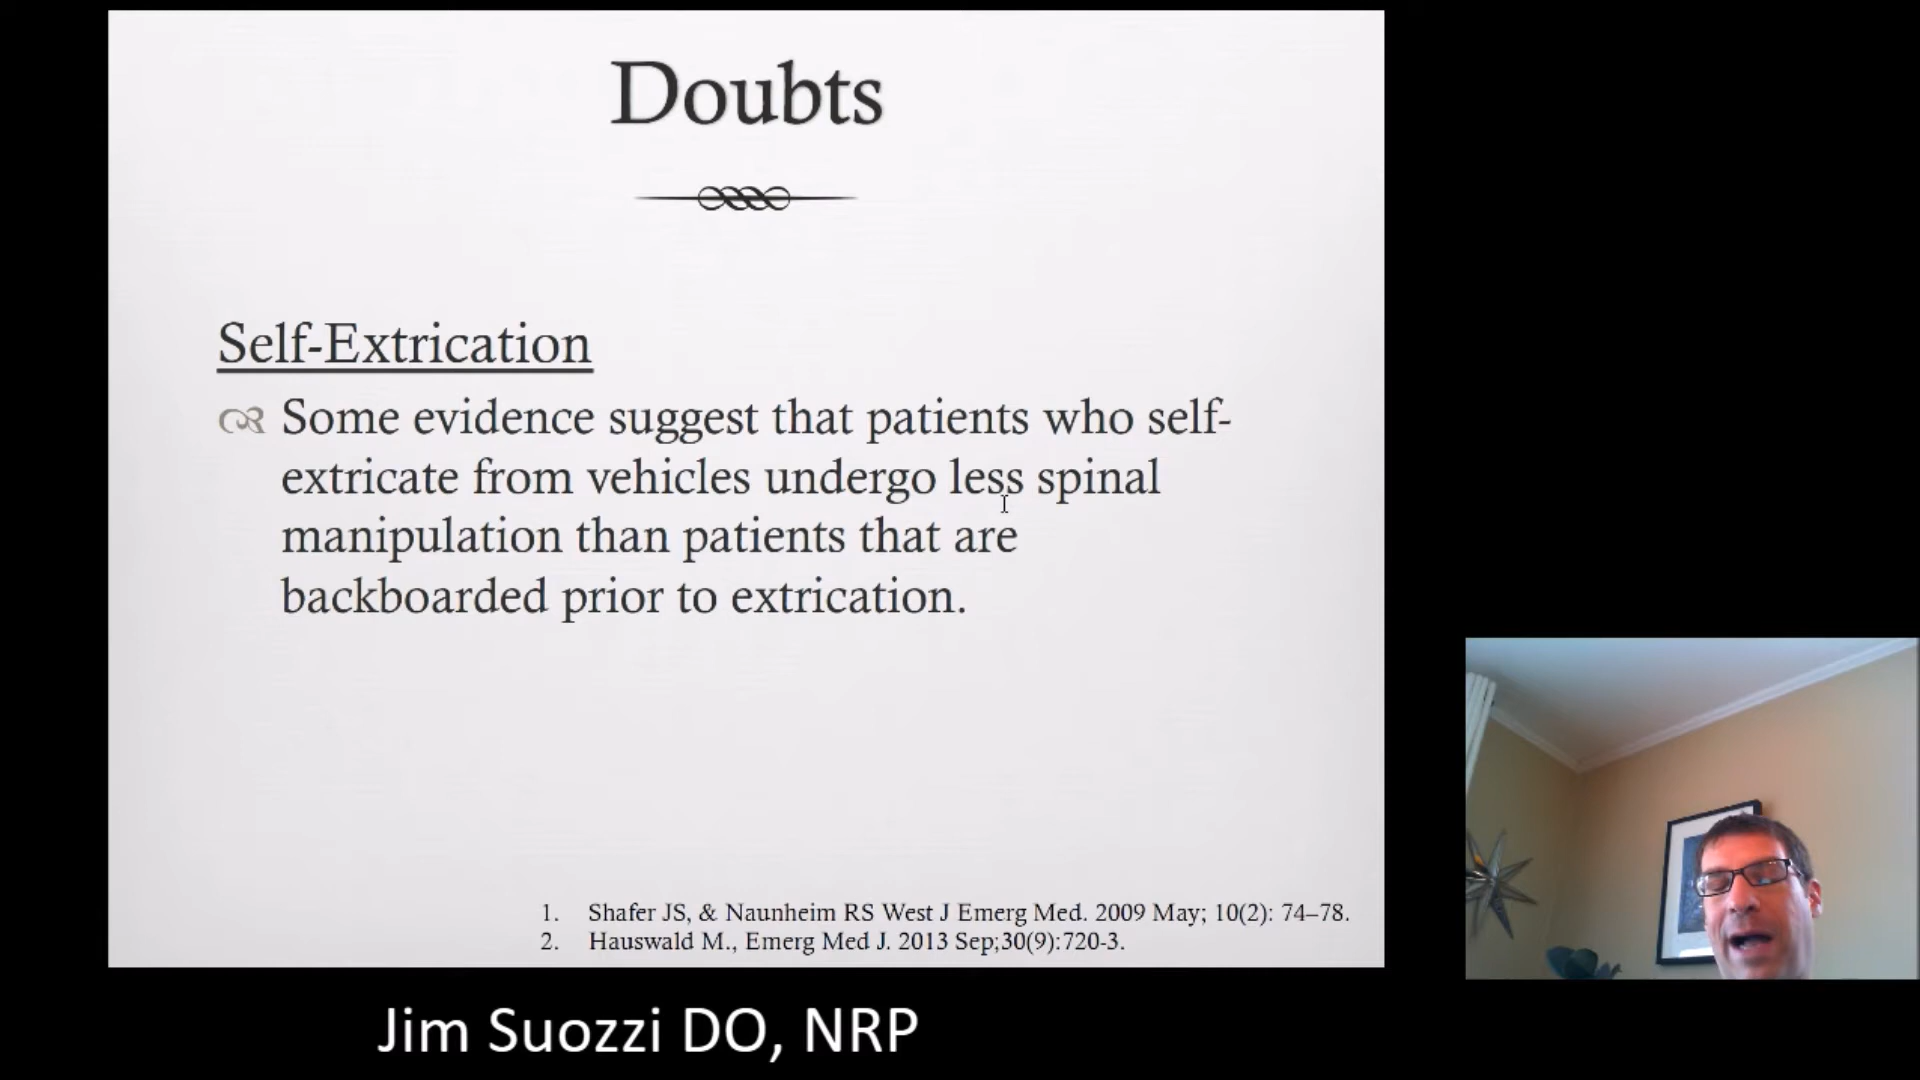 Doubts
Self-Extrication
Some evidence suggest that patients who self-
extricate from vehicles undergo less spinal
manipulation than patients that are
backboarded prior to extrication.
1. Shafer JS, & Naunheim RS West J Emerg Med. 2009 May; 10(2): 74–78.
2. Hauswald M., Emerg Med J. 2013 Sep;30(9):720-3.
Jim Suozzi DO, NRP